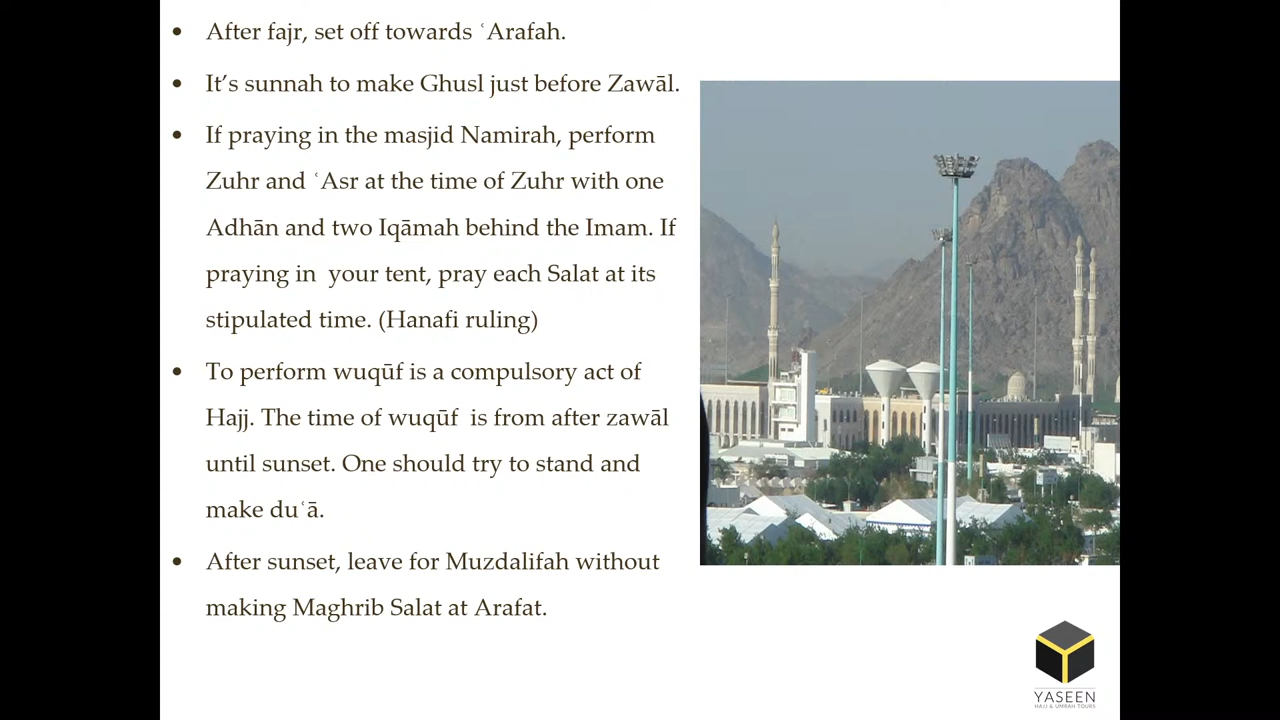 • After fajr, set off towards ʿArafah.
• It’s sunnah to make Ghusl just before Zawāl.
• If praying in the masjid Namirah, perform
Zuhr and ʿAsr at the time of Zuhr with one
Adhān and two Iqāmah behind the Imam. If
praying in  your tent, pray each Salat at its
stipulated time. (Hanafi ruling)
• To perform wuqūf is a compulsory act of
Hajj. The time of wuqūf  is from after zawāl
until sunset. One should try to stand and
make duʿā.
• After sunset, leave for Muzdalifah without
making Maghrib Salat at Arafat.
YASEEN
HAJJ & UMRAH TOURS